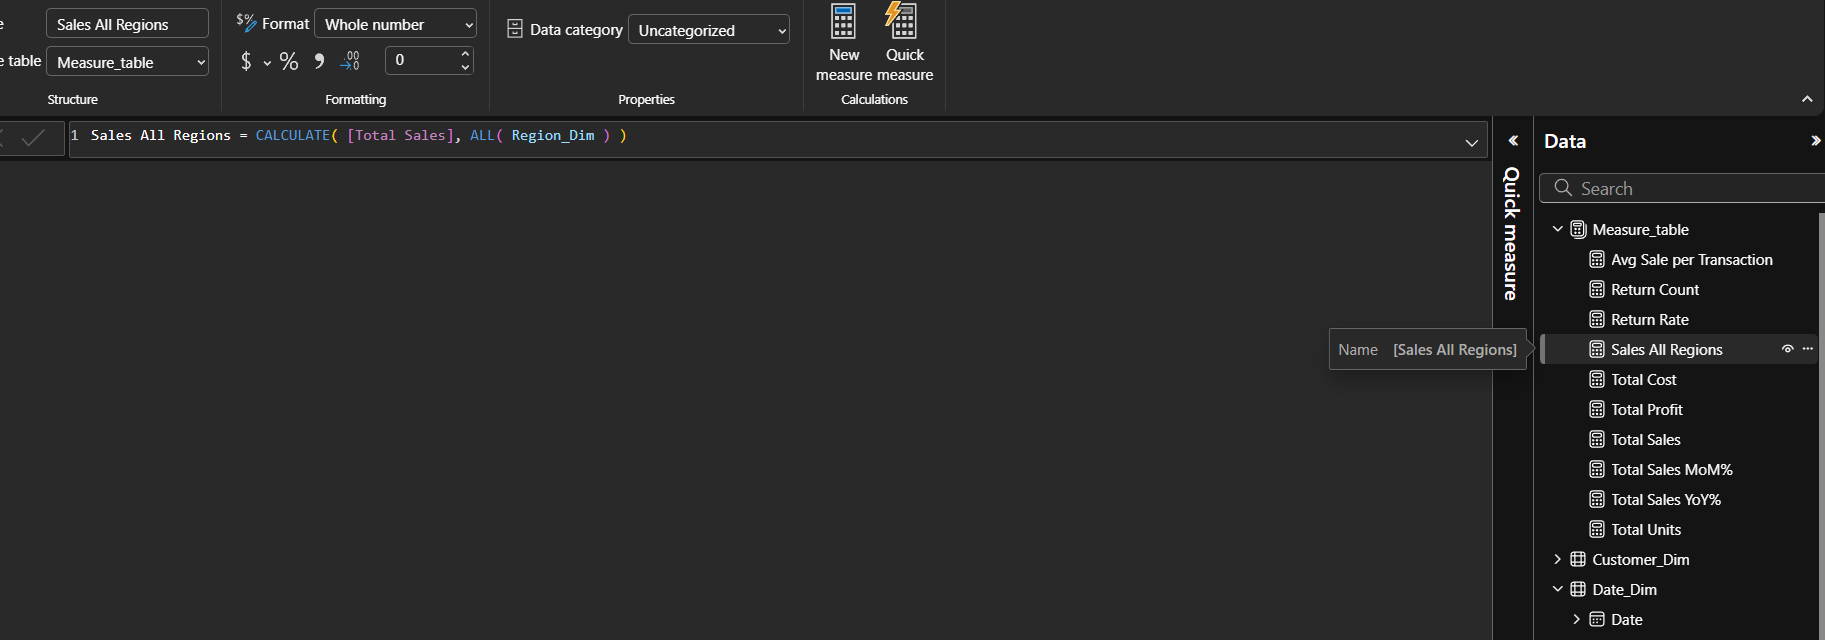 e
Sales All Regions
e table
Measure_table
Structure
Format
Whole number
$
%
,
.00
0
Formatting
Data category
Uncategorized
Properties
New measure
Quick measure
Calculations
1 Sales All Regions = CALCULATE( [Total Sales], ALL( Region_Dim ) )
Quick measure
Data
Search
Measure_table
Avg Sale per Transaction
Return Count
Return Rate
Name [Sales All Regions]
Sales All Regions
Total Cost
Total Profit
Total Sales
Total Sales MoM%
Total Sales YoY%
Total Units
Customer_Dim
Date_Dim
Date